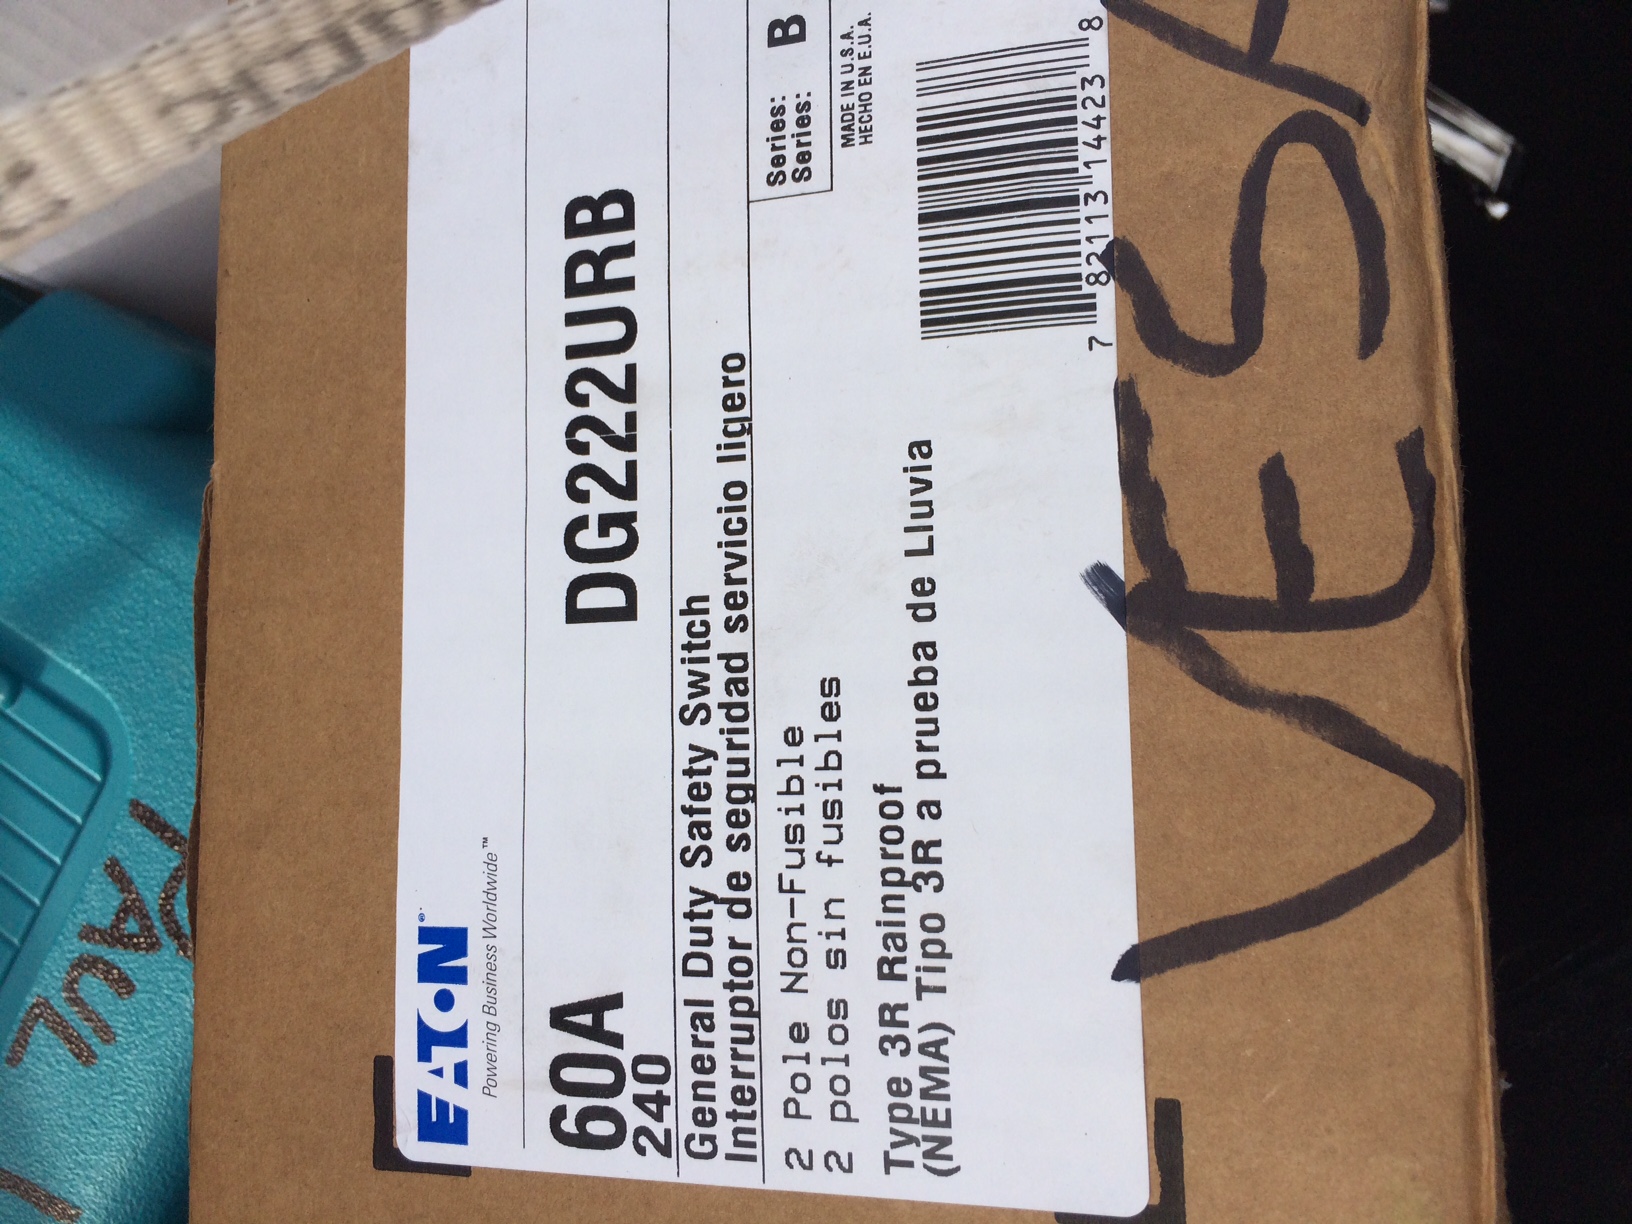 PAUL
EATON®
Powering Business Worldwide™
60A
DG222URB
240
General Duty Safety Switch
Interruptor de seguridad servicio ligero
2 Pole Non-Fusible
2 polos sin fusibles
Series: B
Series:
MADE IN U.S.A.
HECHO EN E.U.A.
Type 3R Rainproof
(NEMA) Tipo 3R a prueba de Lluvia
7 82113 14423 8
VESA